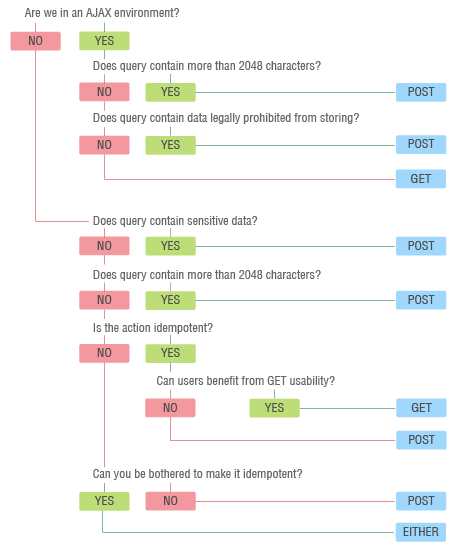 Are we in an AJAX environment?
NO YES
Does query contain more than 2048 characters?
NO YES POST
Does query contain data legally prohibited from storing?
NO YES POST
GET
Does query contain sensitive data?
NO YES POST
Does query contain more than 2048 characters?
NO YES POST
Is the action idempotent?
NO YES
Can users benefit from GET usability?
NO YES GET
POST
Can you be bothered to make it idempotent?
YES NO POST
EITHER